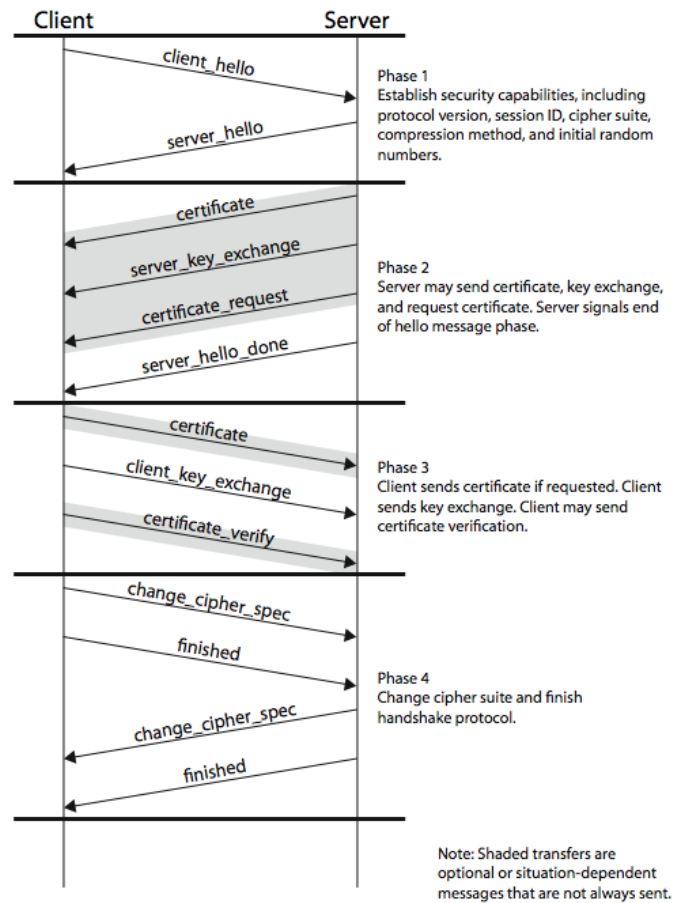 Client
Server
client_hello
server_hello
Phase 1
Establish security capabilities, including
protocol version, session ID, cipher suite,
compression method, and initial random
numbers.
certificate
server_key_exchange
certificate_request
server_hello_done
Phase 2
Server may send certificate, key exchange,
and request certificate. Server signals end
of hello message phase.
certificate
client_key_exchange
certificate_verify
Phase 3
Client sends certificate if requested. Client
sends key exchange. Client may send
certificate verification.
change_cipher_spec
finished
change_cipher_spec
finished
Phase 4
Change cipher suite and finish
handshake protocol.
Note: Shaded transfers are
optional or situation-dependent
messages that are not always sent.